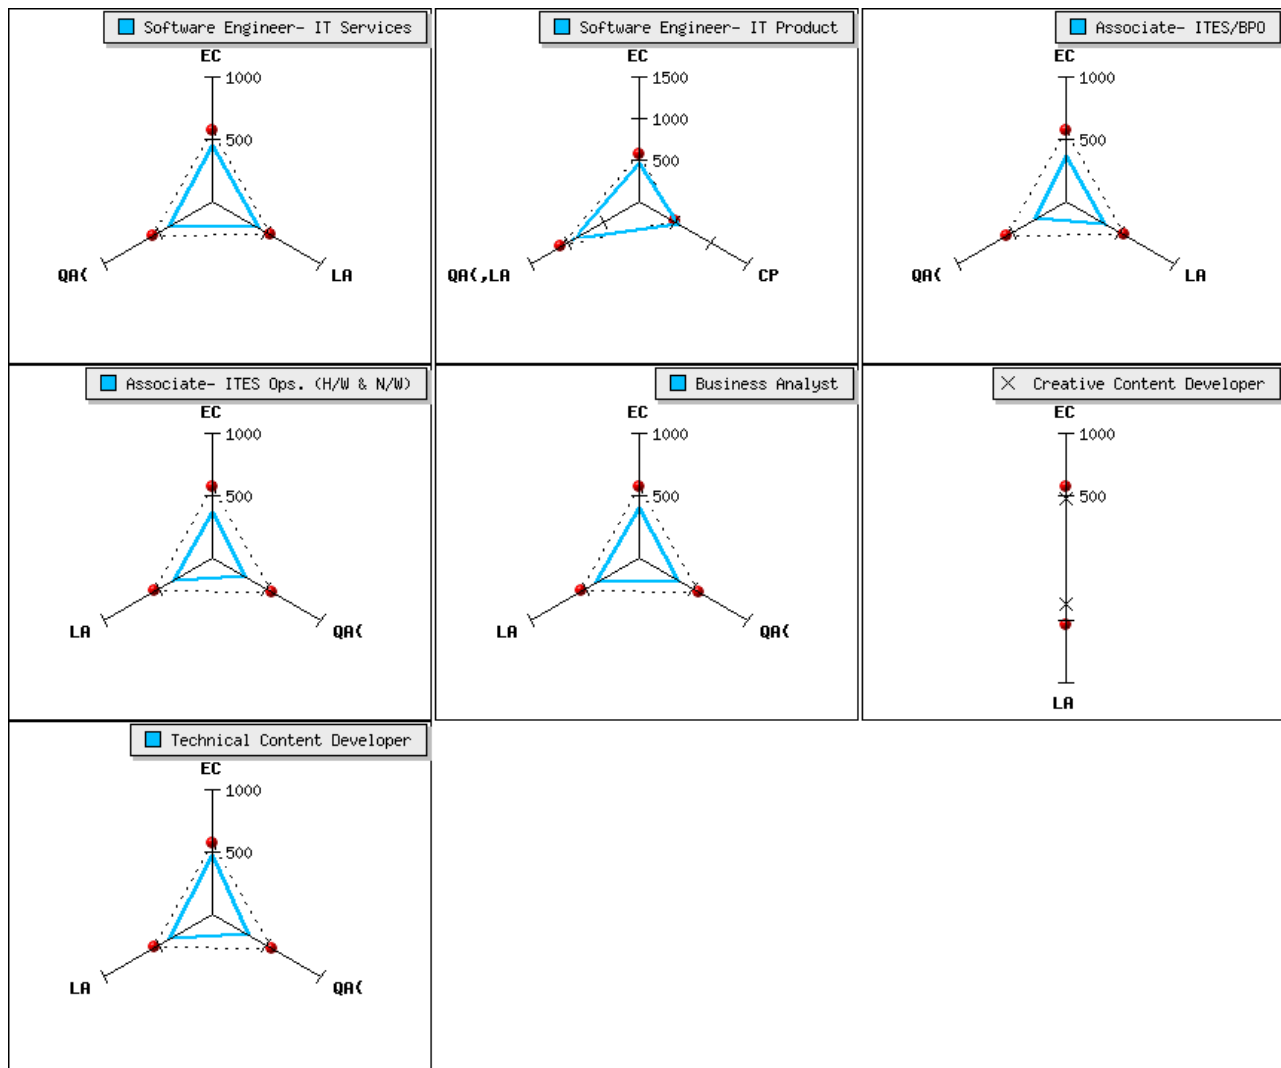 Software Engineer- IT Services
EC
1000
500
QA(
LA
Software Engineer- IT Product
EC
1500
1000
500
QA(,LA
CP
Associate- ITES/BPO
EC
1000
500
QA(
LA
Associate- ITES Ops. (H/W & N/W)
EC
1000
500
LA
QA(
Business Analyst
EC
1000
500
LA
QA(
Creative Content Developer
EC
1000
500
LA
Technical Content Developer
EC
1000
500
LA
QA(